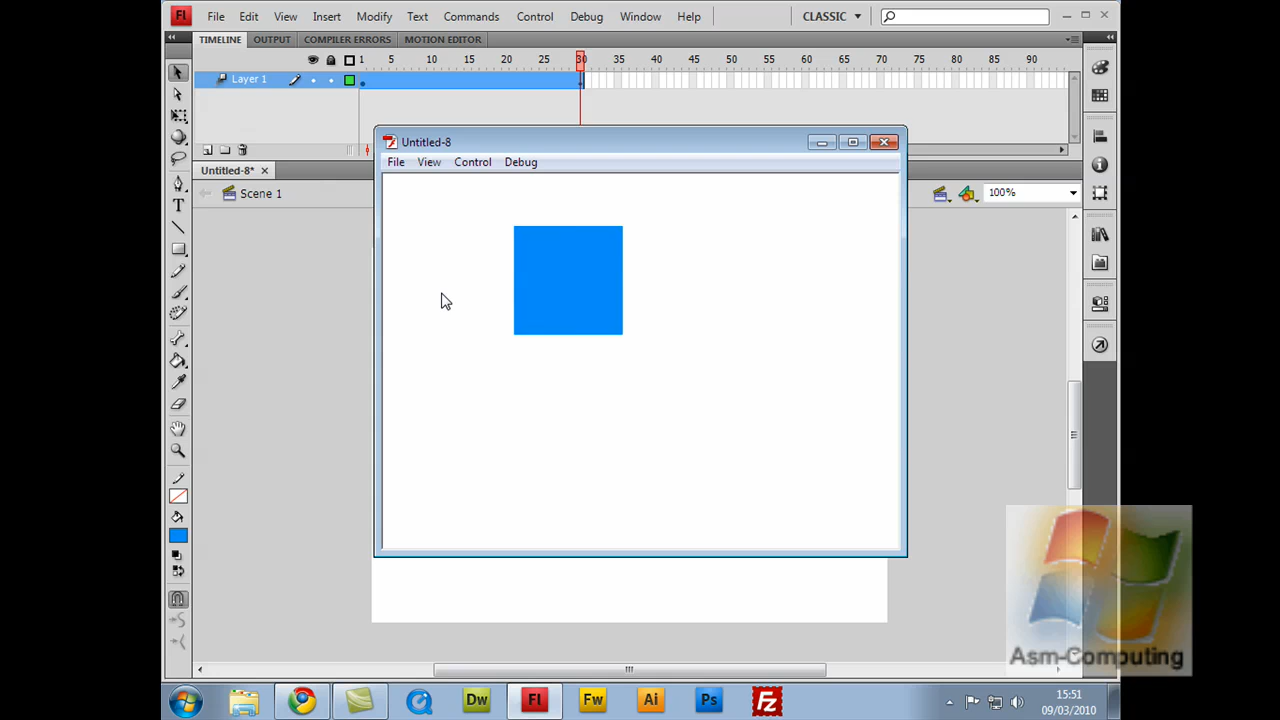 Fl File Edit View Insert Modify Text Commands Control Debug Window Help CLASSIC
TIMELINE OUTPUT COMPILER ERRORS MOTION EDITOR
1 5 10 15 20 25 30 35 40 45 50 55 60 65 70 75 80 85 90
Layer 1
Untitled-8
File View Control Debug
Untitled-8*
Scene 1
100%
T
Asm-Computing
Dw Fl Fw Ai Ps Fz
15:51
09/03/2010